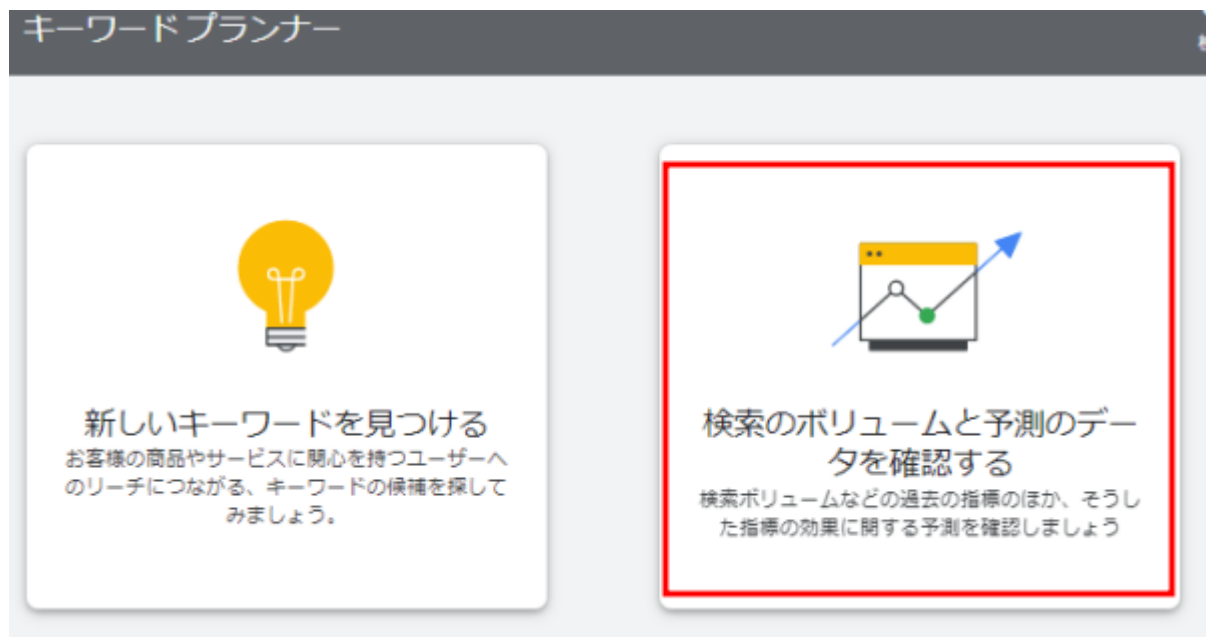 キーワード プランナー
新しいキーワードを見つける
お客様の商品やサービスに関心を持つユーザーへ
のリーチにつながる、キーワードの候補を探して
みましょう。
検索のボリュームと予測のデー
タを確認する
検索ボリュームなどの過去の指標のほか、そうし
た指標の効果に関する予測を確認しましょう